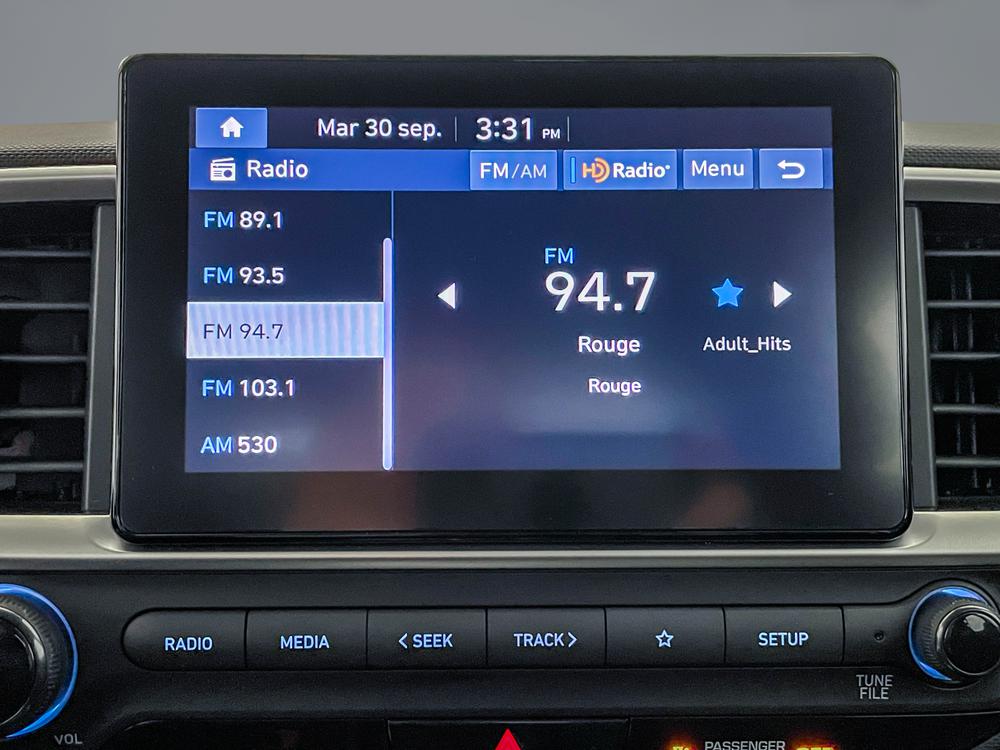 Mar 30 sep. 3:31 PM
Radio FM/AM HD Radio Menu
FM 89.1
FM 93.5
FM 94.7
FM 103.1
AM 530
FM
94.7
Rouge Adult_Hits
Rouge
RADIO MEDIA < SEEK TRACK > SETUP
TUNE
FILE
VOL
PASSENGER